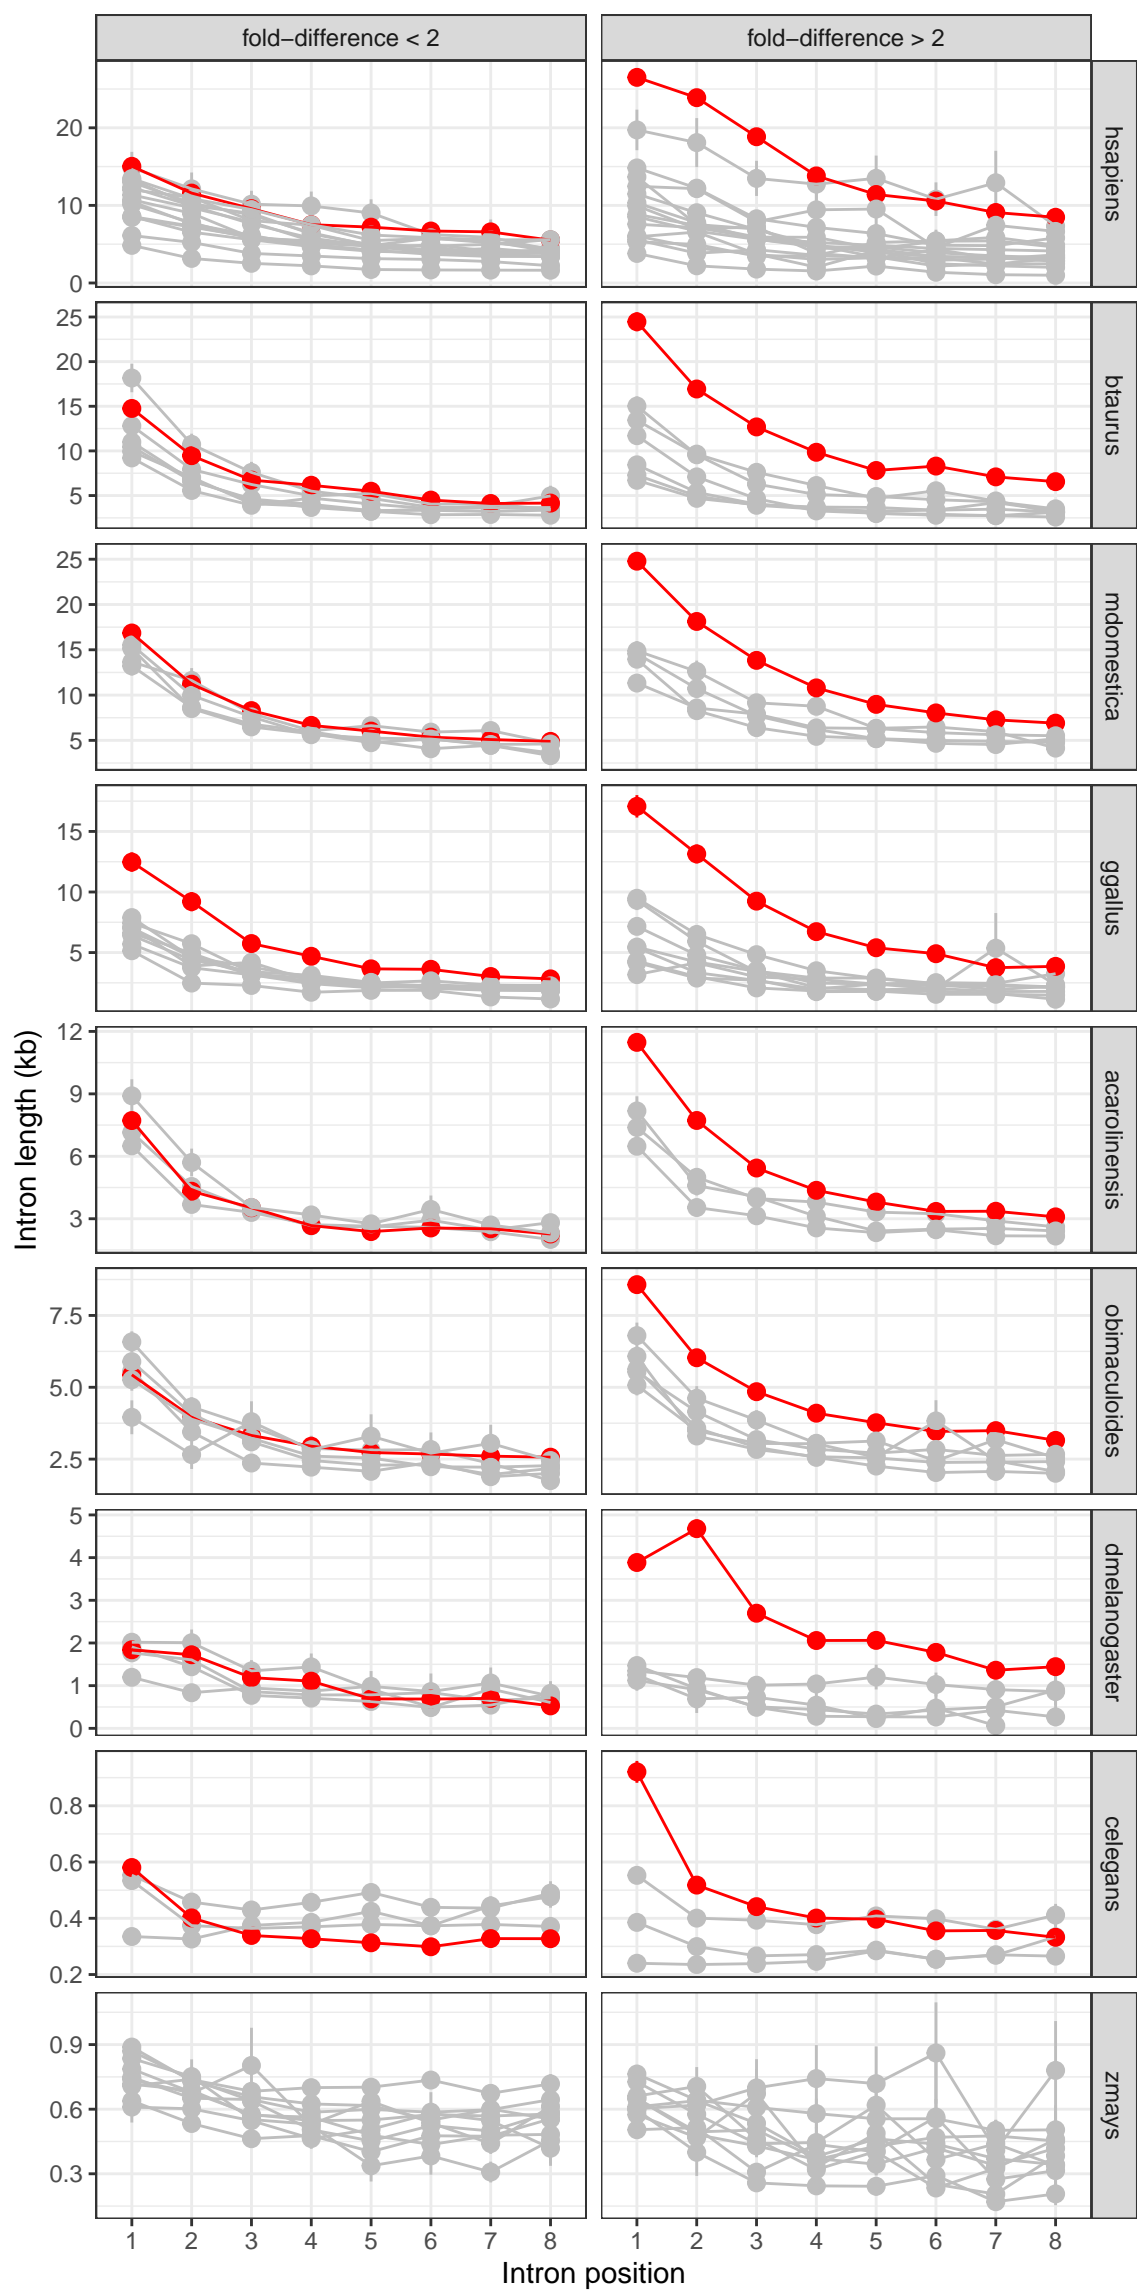 fold−difference < 2
fold−difference > 2
0
10
20
hsapiens
5
10
15
20
25
btaurus
5
10
15
20
25
mdomestica
5
10
15
ggallus
3
6
9
12
acarolinensis
2.5
5.0
7.5
obimaculoides
0
1
2
3
4
5
dmelanogaster
0.2
0.4
0.6
0.8
celegans
0.3
0.6
0.9
zmays
1 2 3 4 5 6 7 8
1 2 3 4 5 6 7 8
Intron position
Intron length (kb)